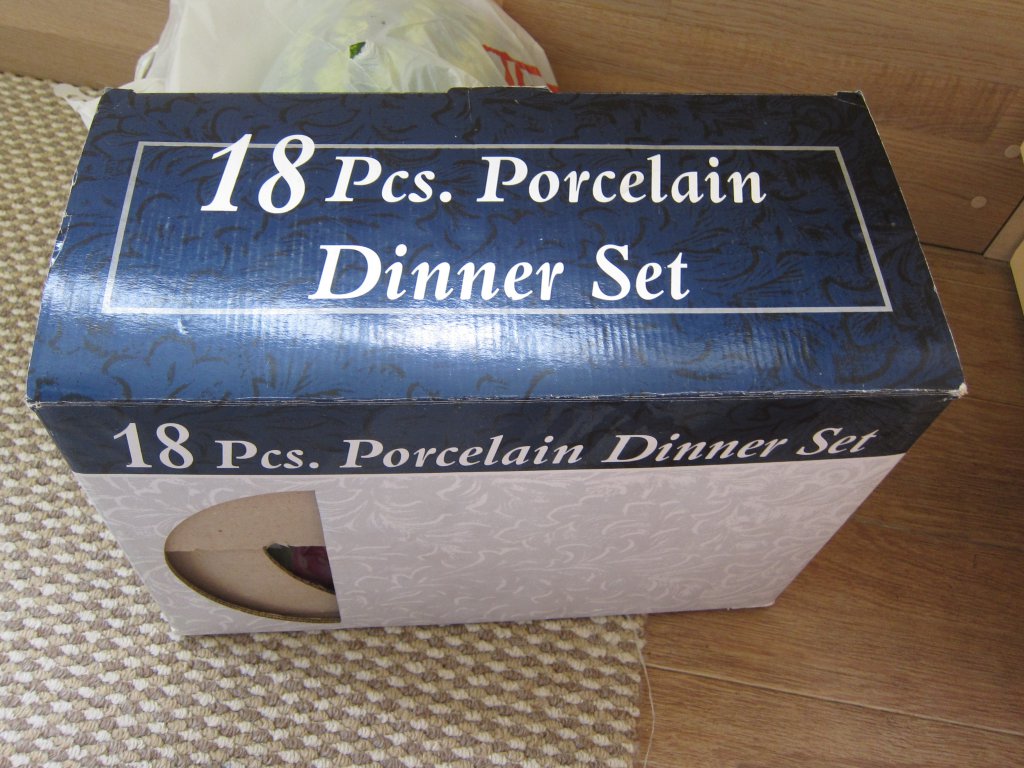 18 Pcs. Porcelain
Dinner Set
18 Pcs. Porcelain Dinner Set